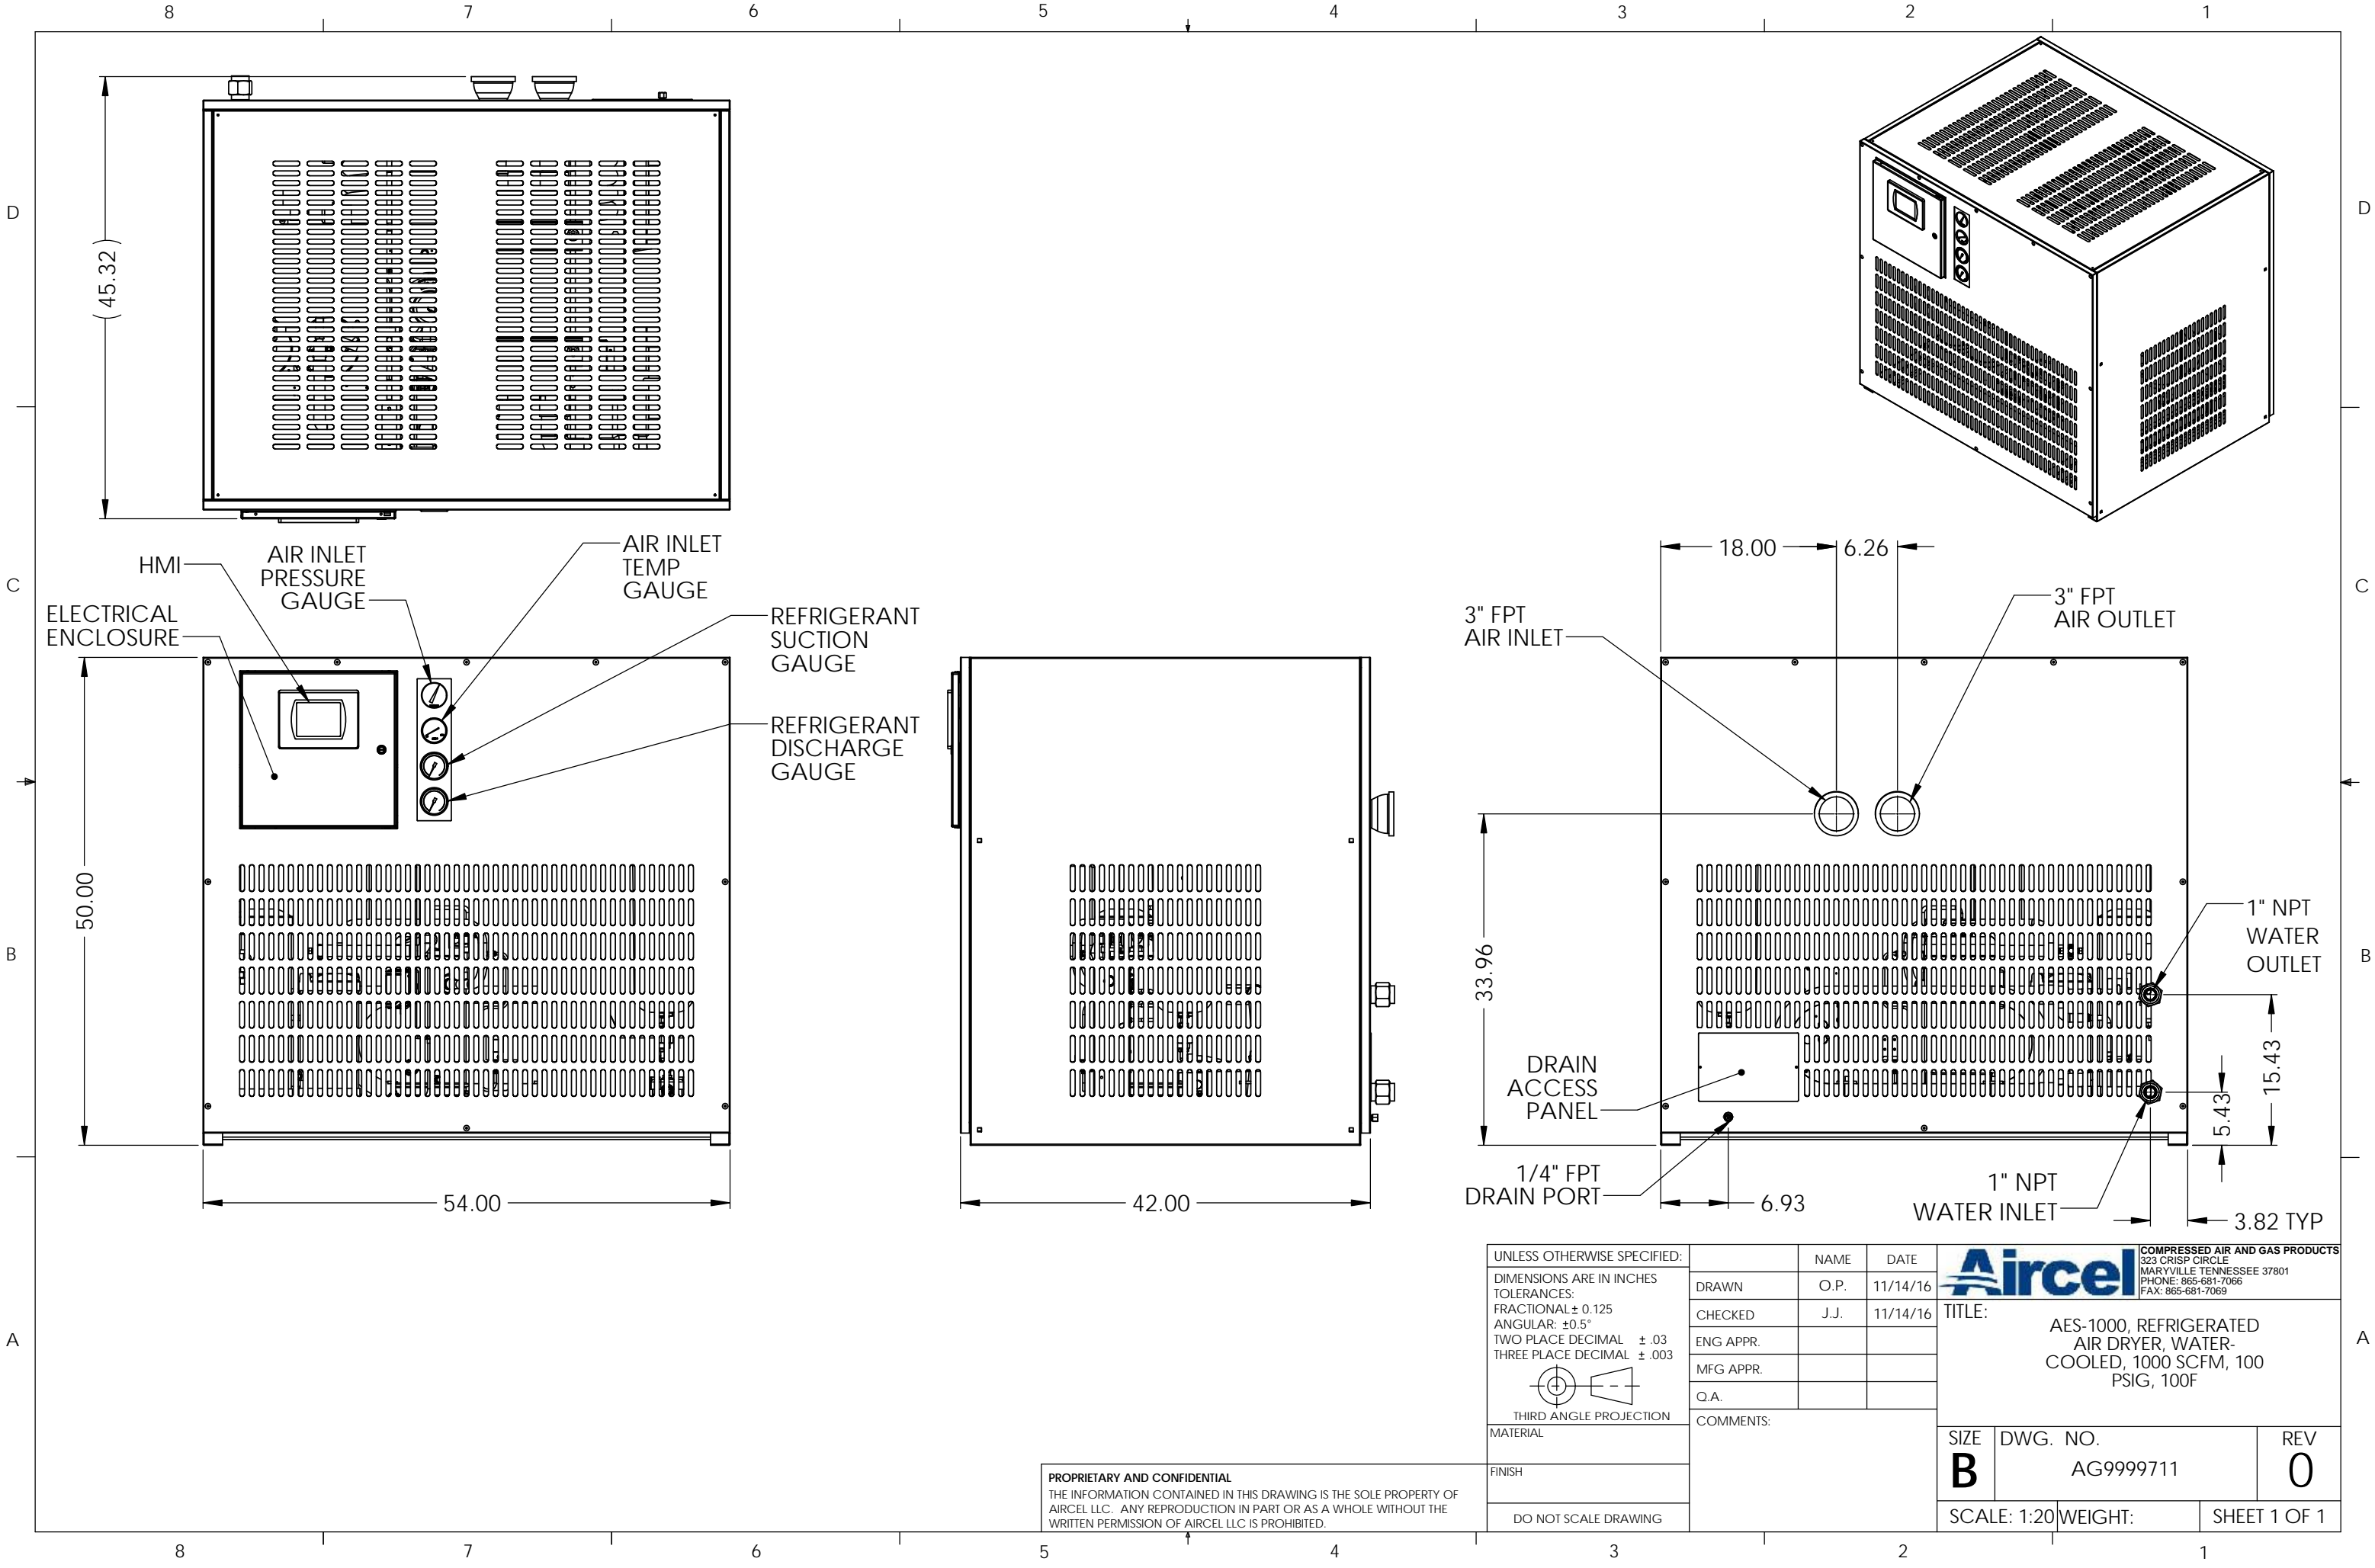 8 7 6 5 4 3 2 1
D
D
C
C
B
B
A
A
( 45.32 )
HMI
AIR INLET
PRESSURE
GAUGE
AIR INLET
TEMP
GAUGE
ELECTRICAL
ENCLOSURE
REFRIGERANT
SUCTION
GAUGE
REFRIGERANT
DISCHARGE
GAUGE
50.00
54.00
42.00
18.00
6.26
3" FPT
AIR INLET
3" FPT
AIR OUTLET
33.96
1" NPT
WATER
OUTLET
15.43
5.43
DRAIN
ACCESS
PANEL
1/4" FPT
DRAIN PORT
6.93
1" NPT
WATER INLET
3.82 TYP
UNLESS OTHERWISE SPECIFIED:
DIMENSIONS ARE IN INCHES
TOLERANCES:
FRACTIONAL ± 0.125
ANGULAR: ±0.5°
TWO PLACE DECIMAL ± .03
THREE PLACE DECIMAL ± .003
THIRD ANGLE PROJECTION
MATERIAL
FINISH
DO NOT SCALE DRAWING
NAME DATE
DRAWN O.P. 11/14/16
CHECKED J.J. 11/14/16
ENG APPR.
MFG APPR.
Q.A.
COMMENTS:
Aircel
COMPRESSED AIR AND GAS PRODUCTS
323 CRISP CIRCLE
MARYVILLE TENNESSEE 37801
PHONE: 865-681-7066
FAX: 865-681-7069
TITLE:
AES-1000, REFRIGERATED
AIR DRYER, WATER-
COOLED, 1000 SCFM, 100
PSIG, 100F
SIZE
B
DWG. NO.
AG9999711
REV
0
SCALE: 1:20 WEIGHT: SHEET 1 OF 1
PROPRIETARY AND CONFIDENTIAL
THE INFORMATION CONTAINED IN THIS DRAWING IS THE SOLE PROPERTY OF
AIRCEL LLC. ANY REPRODUCTION IN PART OR AS A WHOLE WITHOUT THE
WRITTEN PERMISSION OF AIRCEL LLC IS PROHIBITED.
8 7 6 5 4 3 2 1